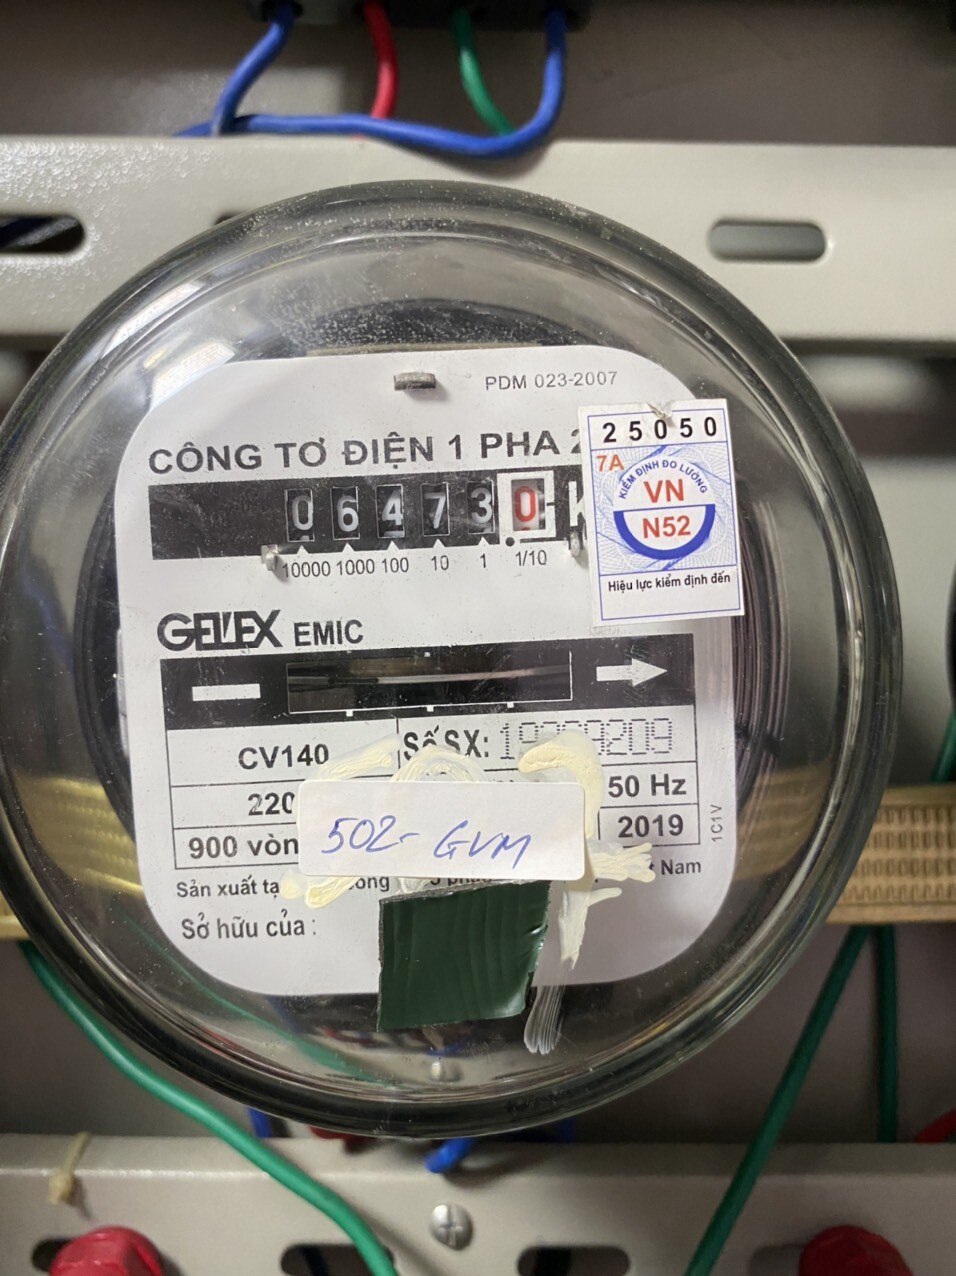 PDM 023-2007
25050
CÔNG TƠ ĐIỆN 1 PHA 2
7A
KIỂM ĐỊNH ĐO LƯỜNG
VN
N52
Hiệu lực kiểm định đến
0 6 4 7 3 0 K
10000 1000 100 10 1 1/10
GELEX EMIC
CV140
Số SX:
220
50 Hz
900 vòn
2019
1C1V
502- GVM
Sản xuất tạ
Nam
Sở hữu của :